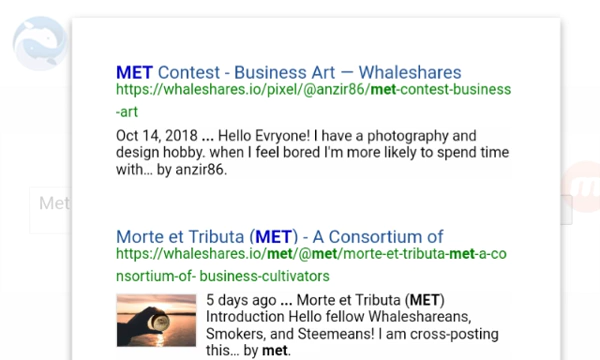 MET Contest - Business Art — Whaleshares
https://whaleshares.io/pixel/@anzir86/met-contest-business
-art
Oct 14, 2018 ... Hello Evryone! I have a photography and
design hobby. when I feel bored I'm more likely to spend time
with... by anzir86.
Met
Morte et Tributa (MET) - A Consortium of
https://whaleshares.io/met/@met/morte-et-tributa-met-a-co
nsortium-of- business-cultivators
5 days ago ... Morte et Tributa (MET)
Introduction Hello fellow Whaleshareans,
Smokers, and Steemeans! I am cross-posting
this... by met.